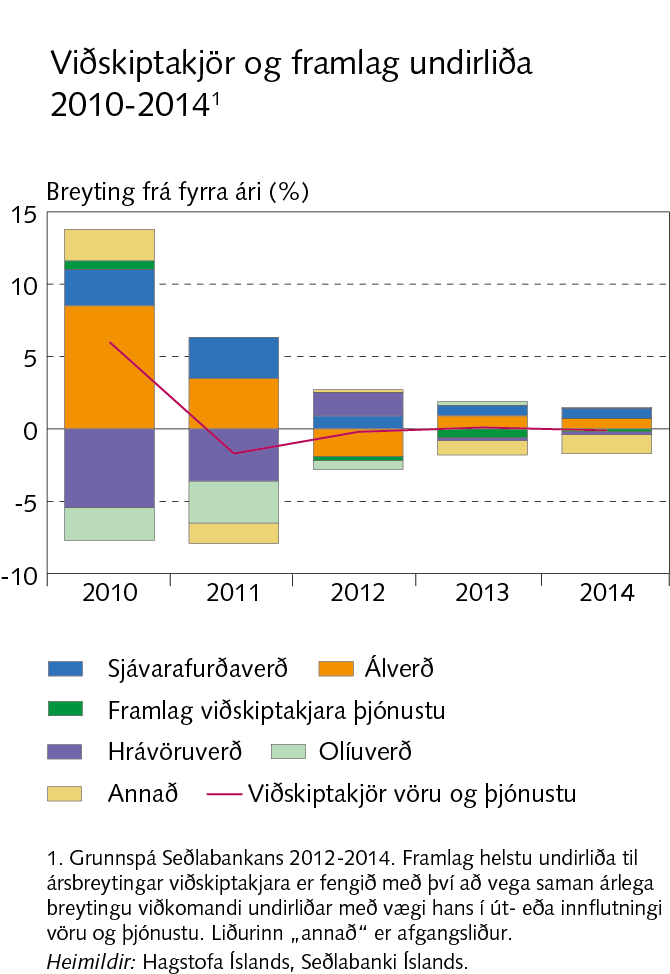 Viðskiptakjör og framlag undirliða
2010-2014¹
Breyting frá fyrra ári (%)
15
10
5
0
-5
-10
2010 2011 2012 2013 2014
Sjávarafurðaverð Álverð
Framlag viðskiptakjara þjónustu
Hrávöruverð Olíuverð
Annað Viðskiptakjör vöru og þjónustu
1. Grunnspá Seðlabankans 2012-2014. Framlag helstu undirliða til
ársbreytingar viðskiptakjara er fengið með því að vega saman árlega
breytingu viðkomandi undirliðar með vægi hans í út- eða innflutningi
vöru og þjónustu. Liðurinn „annað“ er afgangsliður.
Heimildir: Hagstofa Íslands, Seðlabanki Íslands.